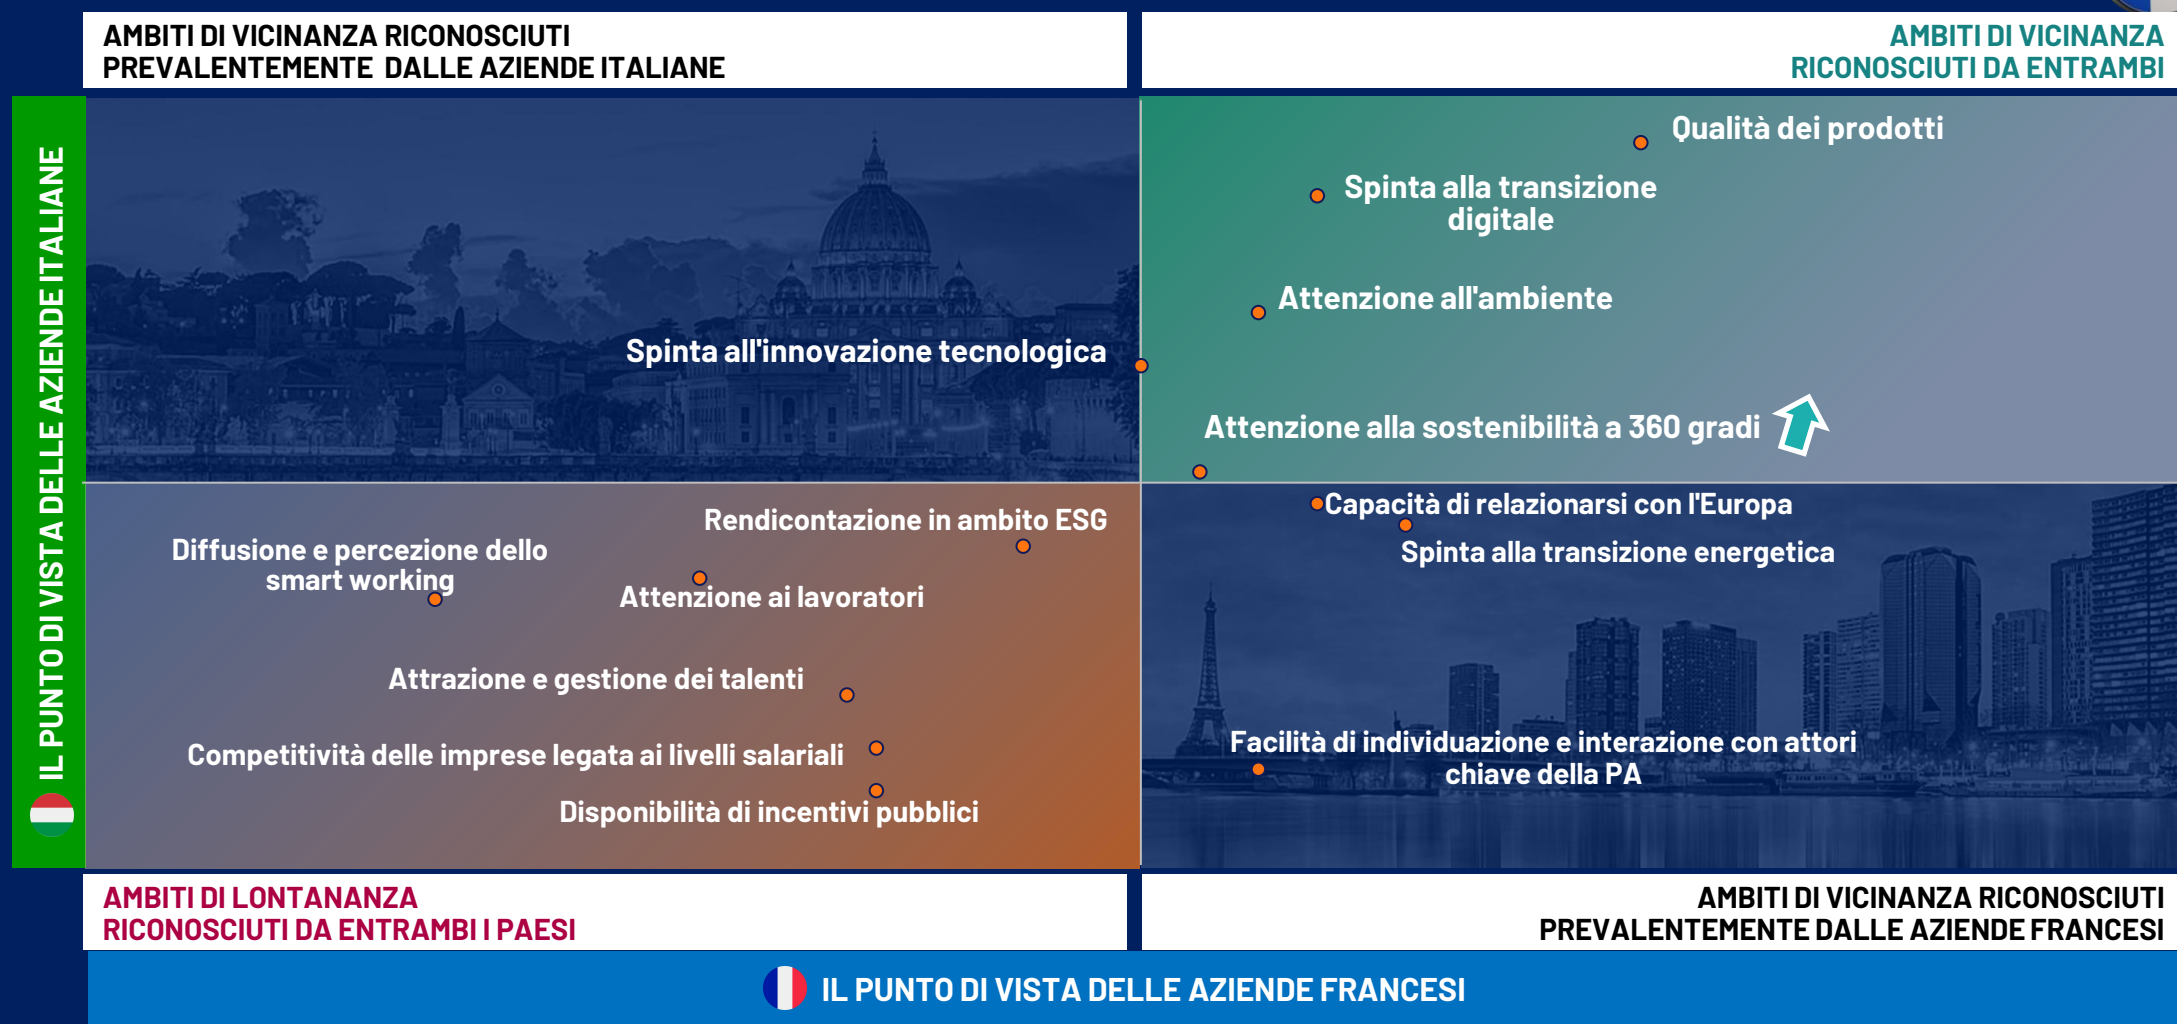 AMBITI DI VICINANZA RICONOSCIUTI
PREVALENTEMENTE DALLE AZIENDE ITALIANE
AMBITI DI VICINANZA
RICONOSCIUTI DA ENTRAMBI
IL PUNTO DI VISTA DELLE AZIENDE ITALIANE
Qualità dei prodotti
Spinta alla transizione
digitale
Attenzione all'ambiente
Spinta all'innovazione tecnologica
Attenzione alla sostenibilità a 360 gradi
Rendicontazione in ambito ESG
Diffusione e percezione dello
smart working
Attenzione ai lavoratori
Attrazione e gestione dei talenti
Competitività delle imprese legata ai livelli salariali
Disponibilità di incentivi pubblici
Capacità di relazionarsi con l'Europa
Spinta alla transizione energetica
Facilità di individuazione e interazione con attori
chiave della PA
AMBITI DI LONTANANZA
RICONOSCIUTI DA ENTRAMBI I PAESI
AMBITI DI VICINANZA RICONOSCIUTI
PREVALENTEMENTE DALLE AZIENDE FRANCESI
IL PUNTO DI VISTA DELLE AZIENDE FRANCESI